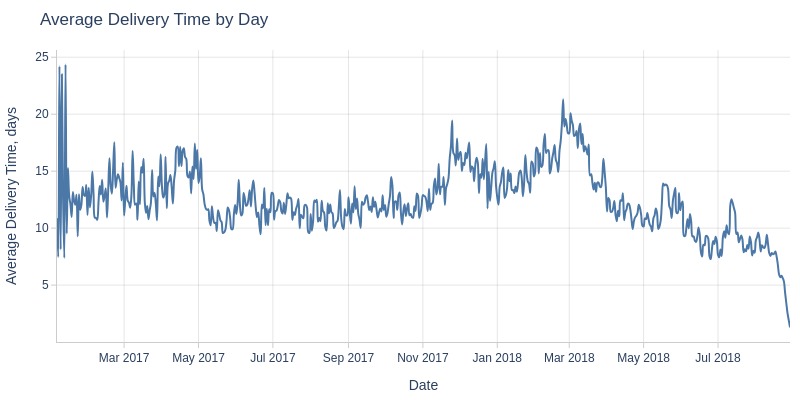 Average Delivery Time by Day
Average Delivery Time, days
25
20
15
10
5
Mar 2017
May 2017
Jul 2017
Sep 2017
Nov 2017
Jan 2018
Mar 2018
May 2018
Jul 2018
Date